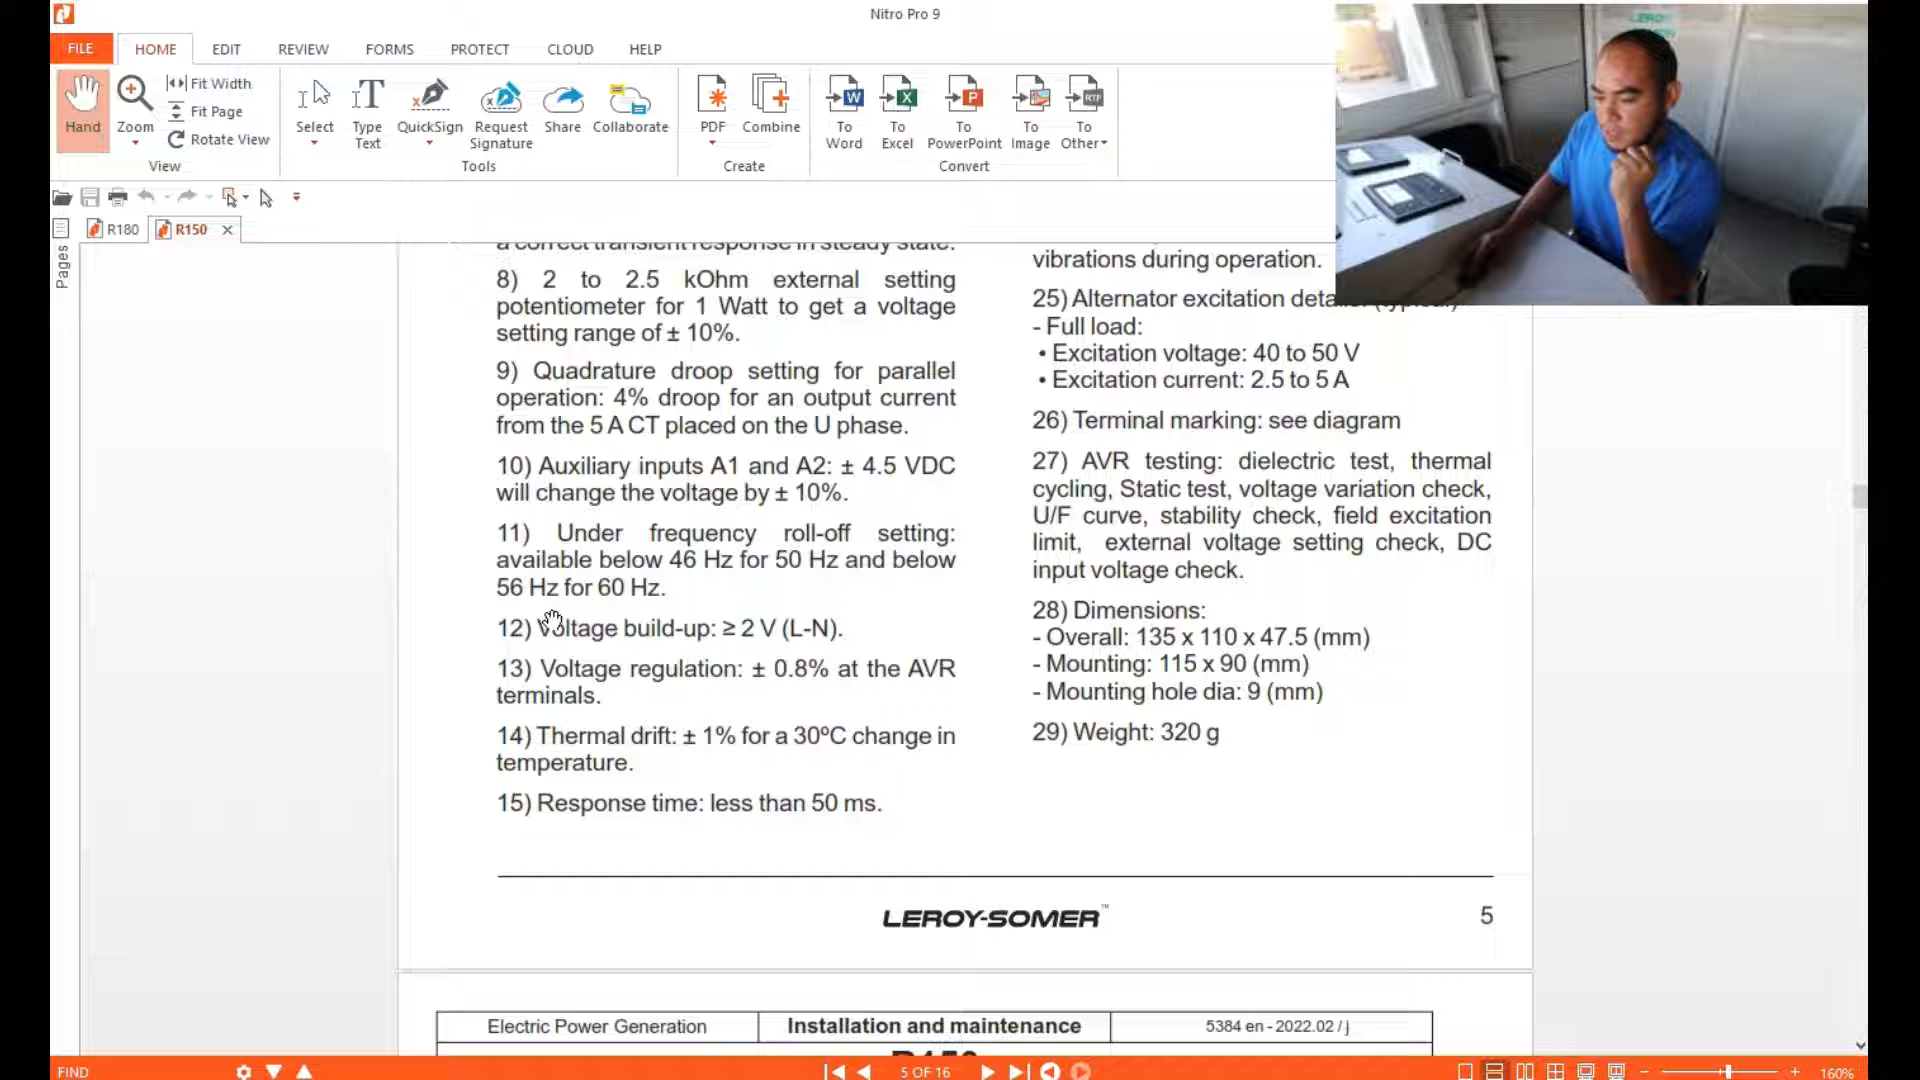 Nitro Pro 9
FILE
HOME
EDIT
REVIEW
FORMS
PROTECT
CLOUD
HELP
Hand
Zoom
Fit Width
Fit Page
Rotate View
View
Select
Type
Text
QuickSign
Request
Signature
Share
Collaborate
Tools
PDF
Combine
Create
To
Word
To
Excel
To
PowerPoint
To
Image
To
Other
Convert
R180
R150
Pages
a correct transient response in steady state.
8) 2 to 2.5 kOhm external setting
potentiometer for 1 Watt to get a voltage
setting range of ± 10%.
9) Quadrature droop setting for parallel
operation: 4% droop for an output current
from the 5 A CT placed on the U phase.
10) Auxiliary inputs A1 and A2: ± 4.5 VDC
will change the voltage by ± 10%.
11) Under frequency roll-off setting:
available below 46 Hz for 50 Hz and below
56 Hz for 60 Hz.
12) Voltage build-up: ≥ 2 V (L-N).
13) Voltage regulation: ± 0.8% at the AVR
terminals.
14) Thermal drift: ± 1% for a 30ºC change in
temperature.
15) Response time: less than 50 ms.
vibrations during operation.
25) Alternator excitation
- Full load:
• Excitation voltage: 40 to 50 V
• Excitation current: 2.5 to 5 A
26) Terminal marking: see diagram
27) AVR testing: dielectric test, thermal
cycling, Static test, voltage variation check,
U/F curve, stability check, field excitation
limit, external voltage setting check, DC
input voltage check.
28) Dimensions:
- Overall: 135 x 110 x 47.5 (mm)
- Mounting: 115 x 90 (mm)
- Mounting hole dia: 9 (mm)
29) Weight: 320 g
LEROY-SOMER™
5
Electric Power Generation
Installation and maintenance
5384 en - 2022.02 / j
R150
FIND
5 OF 16
160%